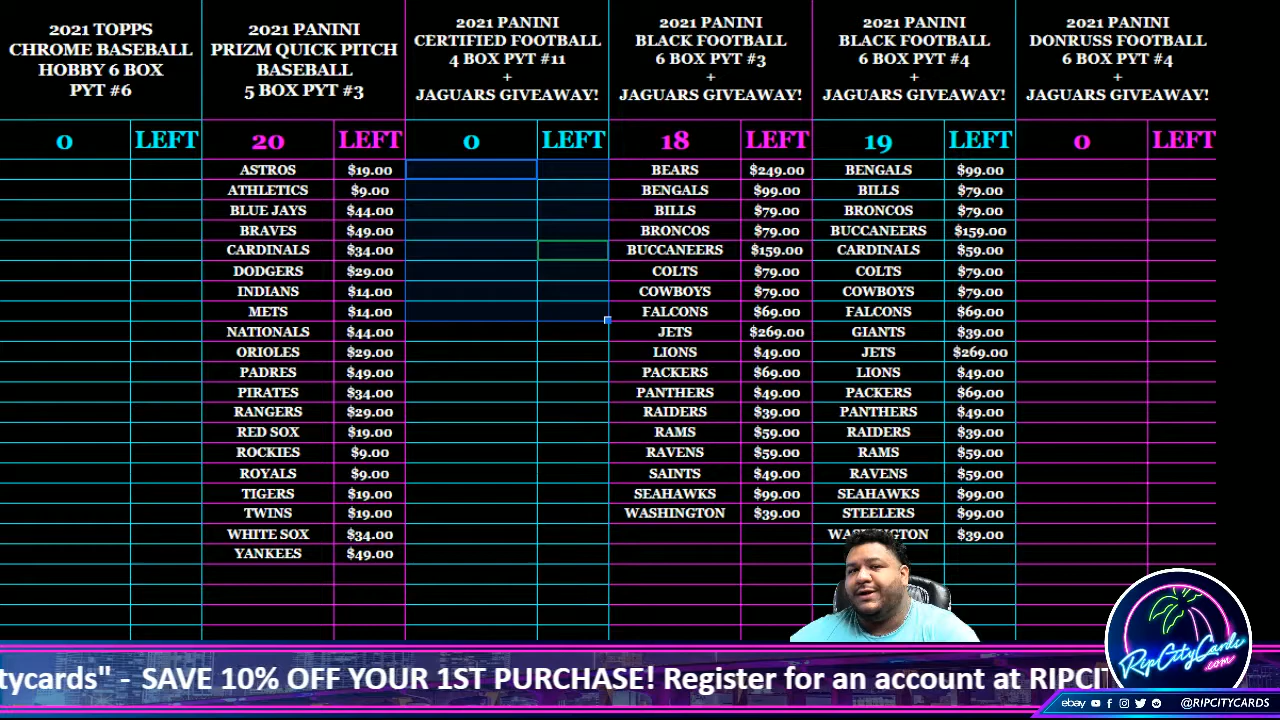 2021 TOPPS
CHROME BASEBALL
HOBBY 6 BOX
PYT #6
0 LEFT
2021 PANINI
PRIZM QUICK PITCH
BASEBALL
5 BOX PYT #3
20 LEFT
ASTROS $19.00
ATHLETICS $9.00
BLUE JAYS $44.00
BRAVES $49.00
CARDINALS $34.00
DODGERS $29.00
INDIANS $14.00
METS $14.00
NATIONALS $44.00
ORIOLES $29.00
PADRES $49.00
PIRATES $34.00
RANGERS $29.00
RED SOX $19.00
ROCKIES $9.00
ROYALS $9.00
TIGERS $19.00
TWINS $19.00
WHITE SOX $34.00
YANKEES $49.00
2021 PANINI
CERTIFIED FOOTBALL
4 BOX PYT #11
+
JAGUARS GIVEAWAY!
0 LEFT
2021 PANINI
BLACK FOOTBALL
6 BOX PYT #3
+
JAGUARS GIVEAWAY!
18 LEFT
BEARS $249.00
BENGALS $99.00
BILLS $79.00
BRONCOS $79.00
BUCCANEERS $159.00
COLTS $79.00
COWBOYS $79.00
FALCONS $69.00
JETS $269.00
LIONS $49.00
PACKERS $69.00
PANTHERS $49.00
RAIDERS $39.00
RAMS $59.00
RAVENS $59.00
SAINTS $49.00
SEAHAWKS $99.00
WASHINGTON $39.00
2021 PANINI
BLACK FOOTBALL
6 BOX PYT #4
+
JAGUARS GIVEAWAY!
19 LEFT
BENGALS $99.00
BILLS $79.00
BRONCOS $79.00
BUCCANEERS $159.00
CARDINALS $59.00
COLTS $79.00
COWBOYS $79.00
FALCONS $69.00
GIANTS $39.00
JETS $269.00
LIONS $49.00
PACKERS $69.00
PANTHERS $49.00
RAIDERS $39.00
RAMS $59.00
RAVENS $59.00
SEAHAWKS $99.00
STEELERS $99.00
WASHINGTON $39.00
2021 PANINI
DONRUSS FOOTBALL
6 BOX PYT #4
+
JAGUARS GIVEAWAY!
0 LEFT
tycards" - SAVE 10% OFF YOUR 1ST PURCHASE! Register for an account at RIPCI
RipCityCards
.com
ebay @RIPCITYCARDS